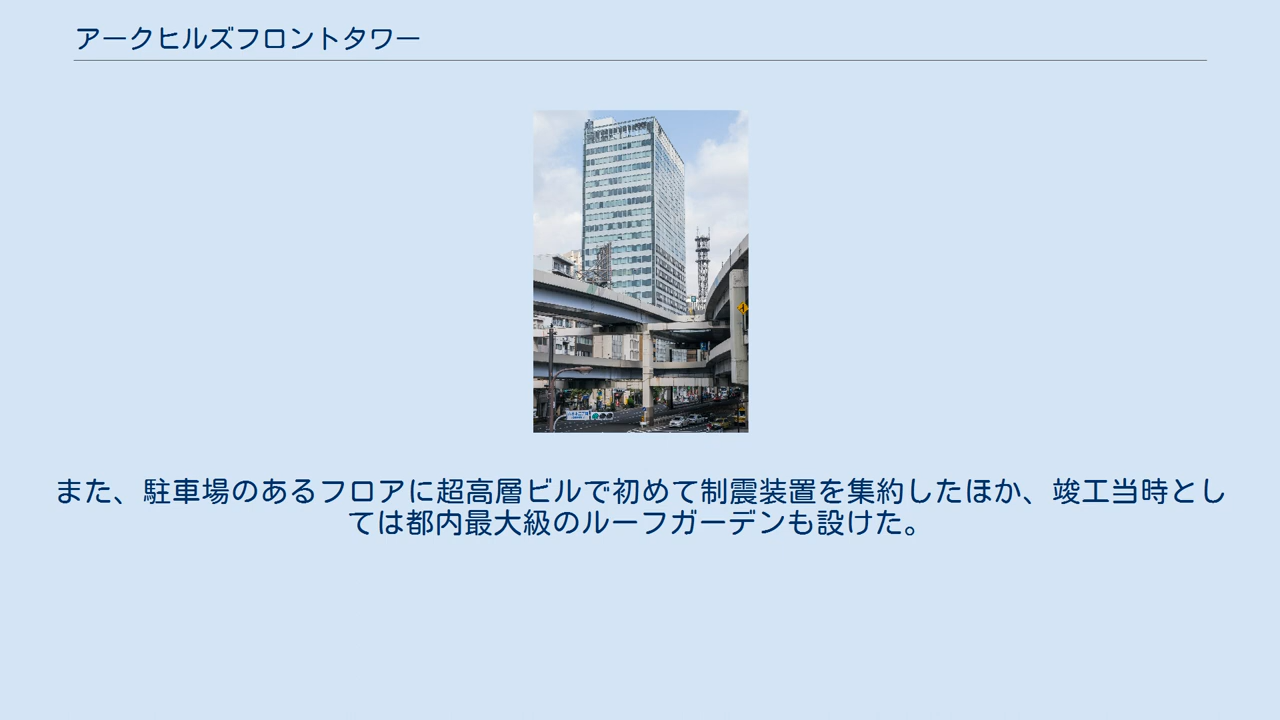 アークヒルズフロントタワー
また、駐車場のあるフロアに超高層ビルで初めて制震装置を集約したほか、竣工当時とし
ては都内最大級のルーフガーデンも設けた。